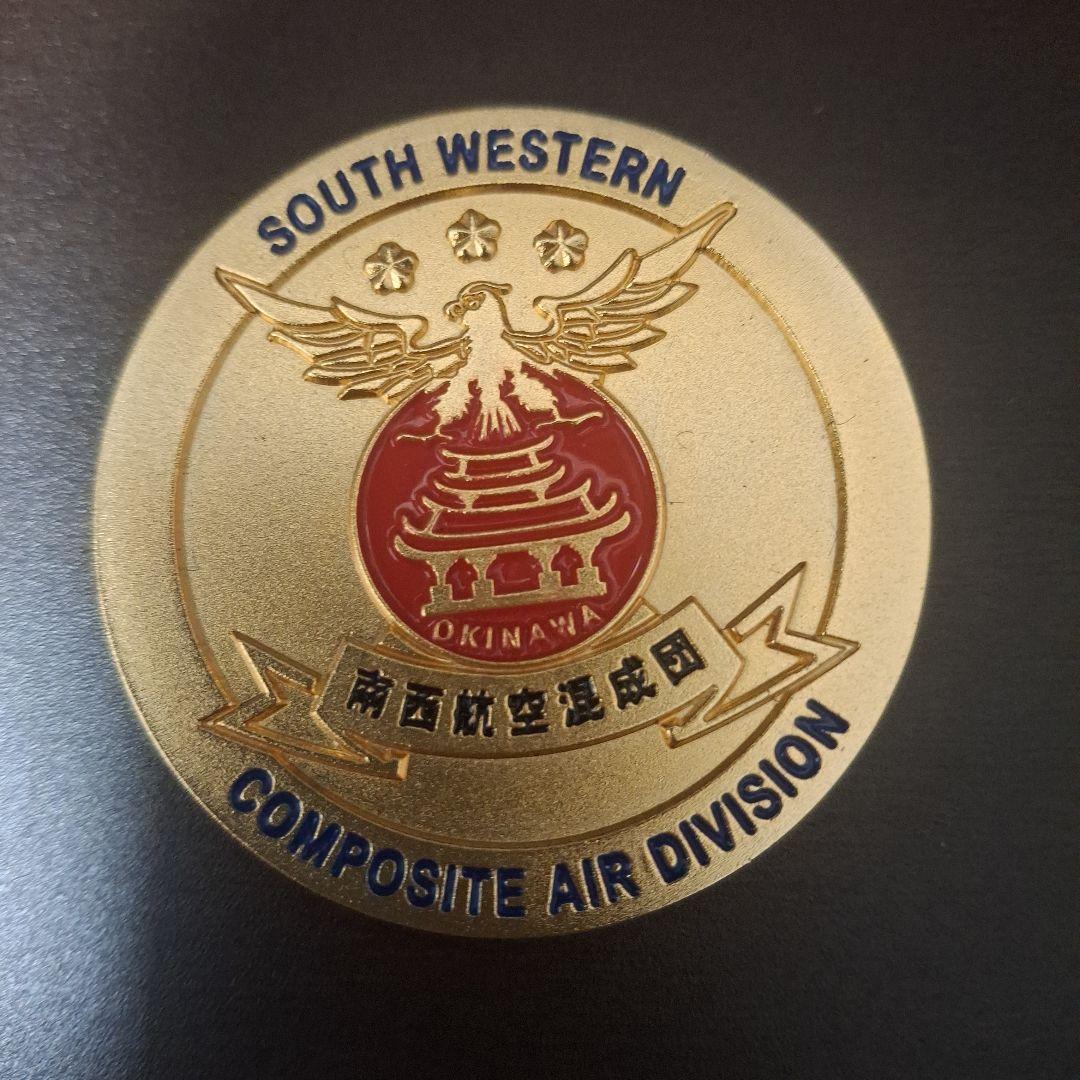 SOUTH WESTERN
OKINAWA
南西航空混成団
COMPOSITE AIR DIVISION